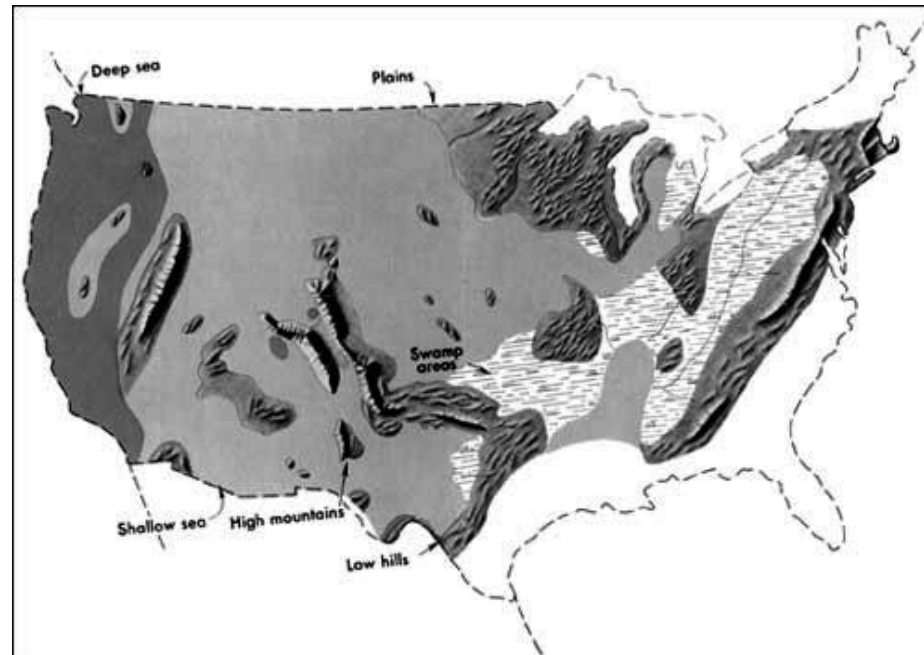 Deep sea
Plains
Swamp
areas
Shallow sea
High mountains
Low hills